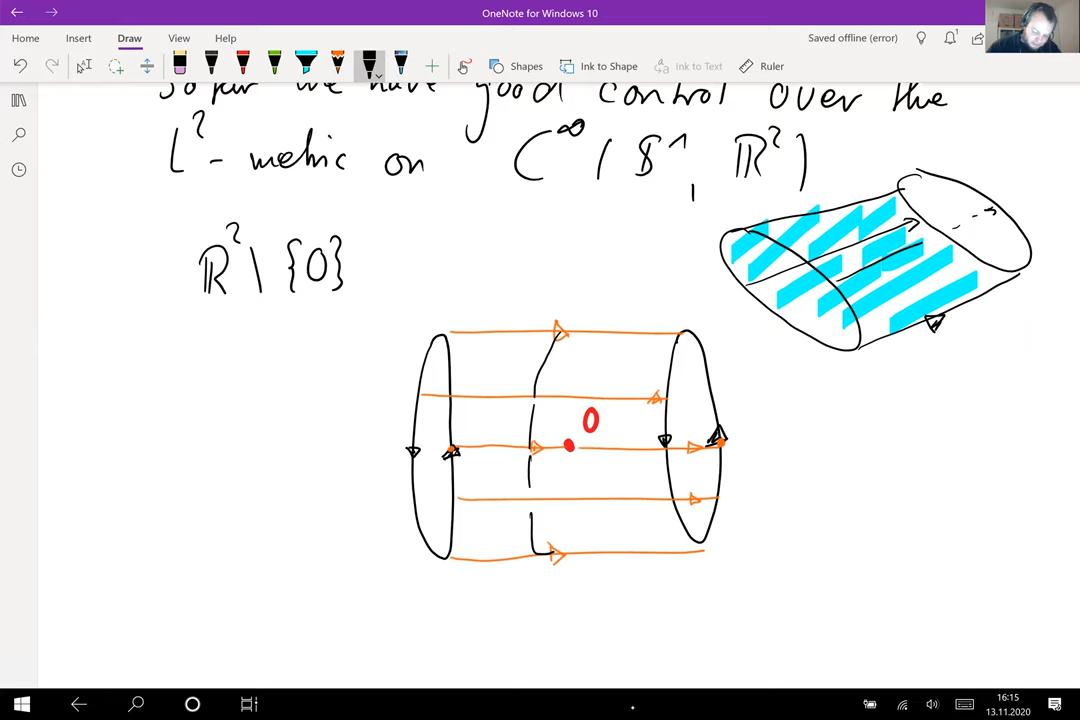 OneNote for Windows 10
Home Insert Draw View Help
Saved offline (error)
Shapes Ink to Shape Ink to Text Ruler
So far we have good control over the
L² - metric on C^∞ ( S¹, ℝ² )
ℝ² \ {0}
0
16:15
13.11.2020